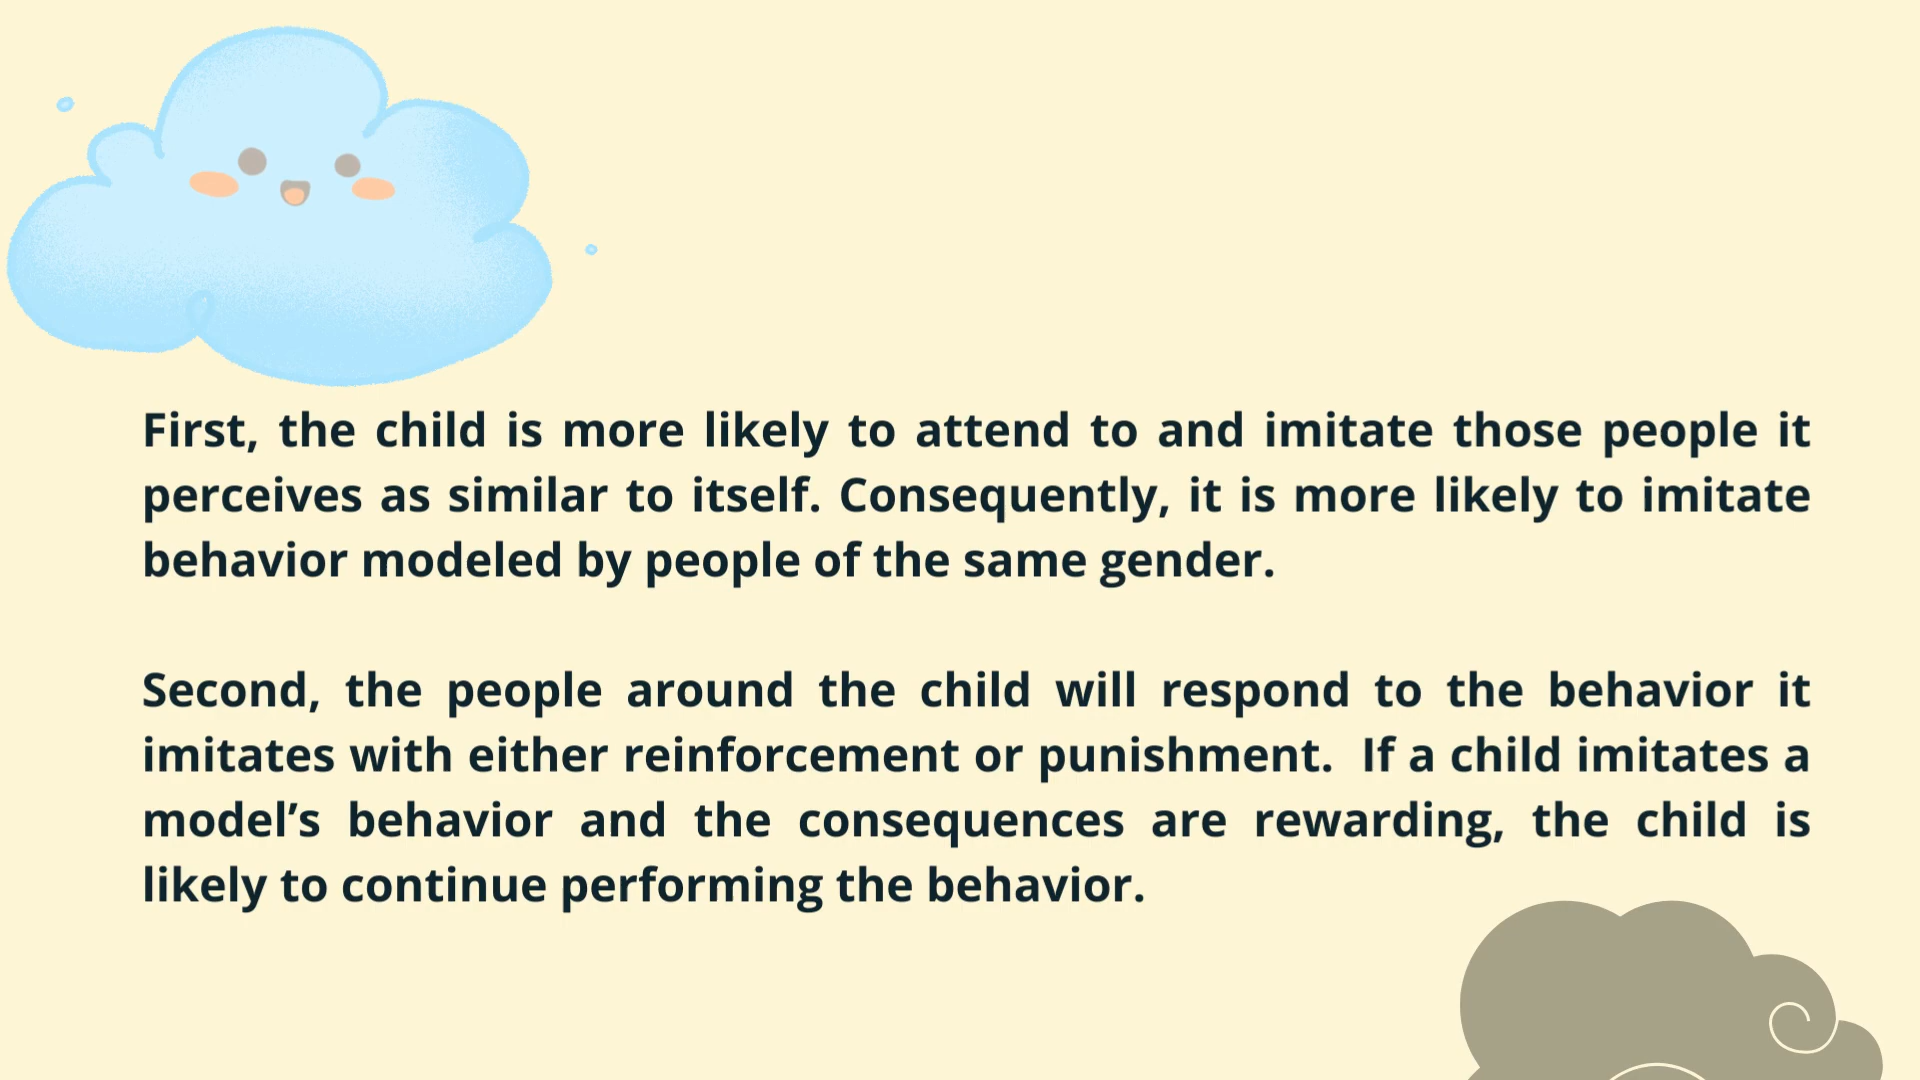 First, the child is more likely to attend to and imitate those people it
perceives as similar to itself. Consequently, it is more likely to imitate
behavior modeled by people of the same gender.
Second, the people around the child will respond to the behavior it
imitates with either reinforcement or punishment.  If a child imitates a
model’s behavior and the consequences are rewarding, the child is
likely to continue performing the behavior.